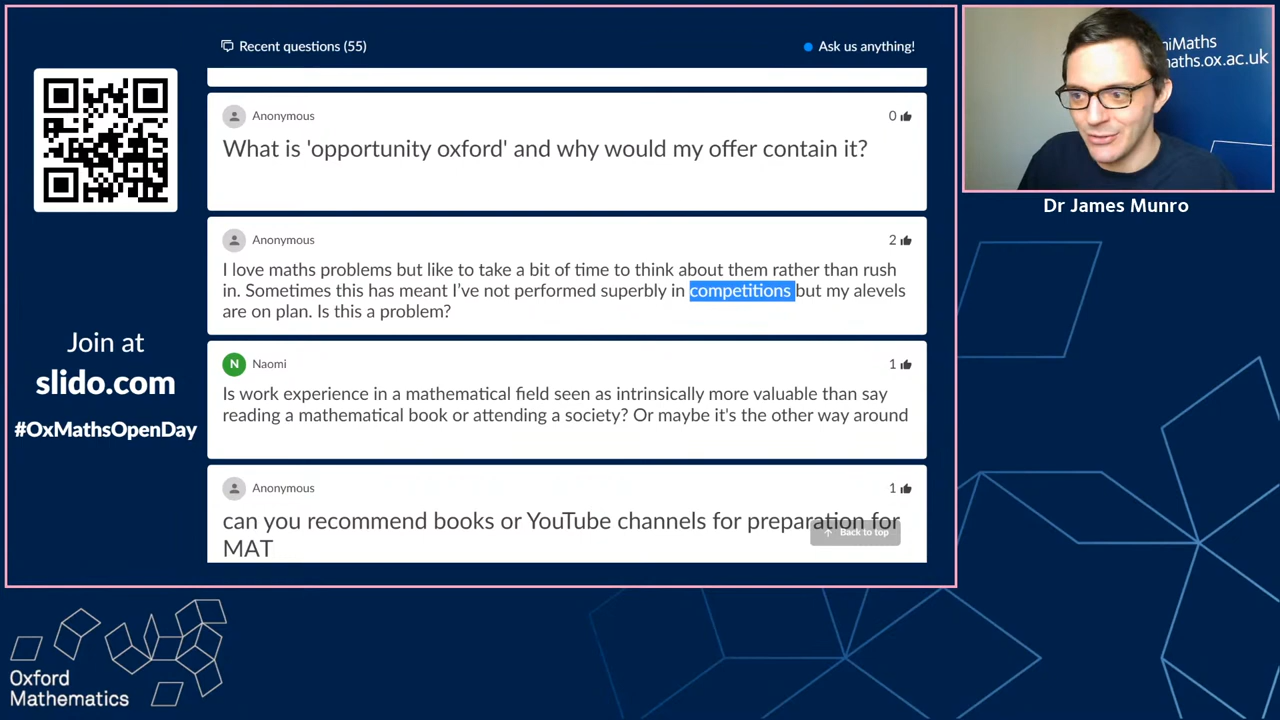 Recent questions (55)
Ask us anything!
Anonymous
0
What is 'opportunity oxford' and why would my offer contain it?
Anonymous
2
I love maths problems but like to take a bit of time to think about them rather than rush
in. Sometimes this has meant I've not performed superbly in competitions but my alevels
are on plan. Is this a problem?
N
Naomi
1
Is work experience in a mathematical field seen as intrinsically more valuable than say
reading a mathematical book or attending a society? Or maybe it's the other way around
Anonymous
1
can you recommend books or YouTube channels for preparation for
MAT
Back to top
Join at
slido.com
#OxMathsOpenDay
niMaths
maths.ox.ac.uk
Dr James Munro
Oxford
Mathematics